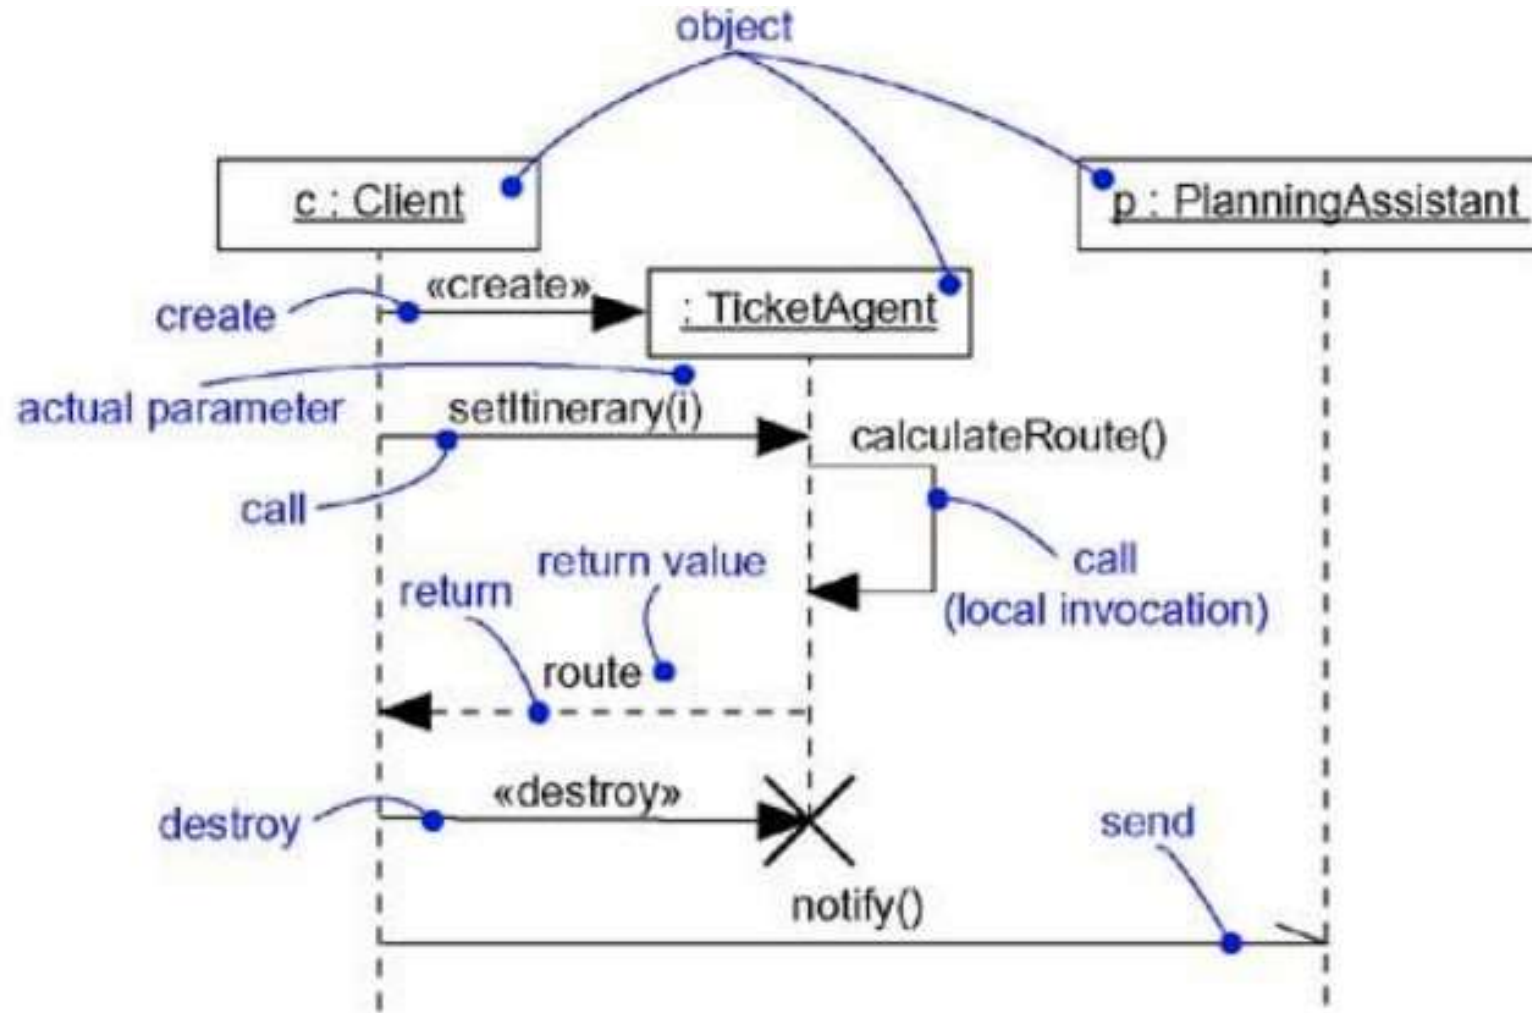 object
c : Client
p : PlanningAssistant
«create»
create
: TicketAgent
actual parameter
setItinerary(i)
calculateRoute()
call
return value
call
(local invocation)
return
route
«destroy»
destroy
send
notify()